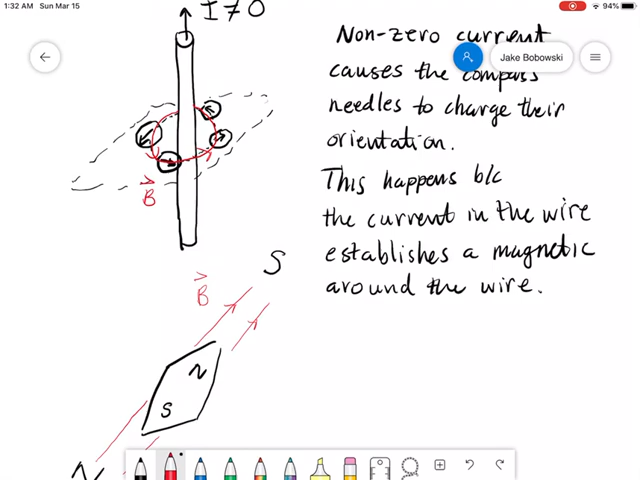 1:32 AM Sun Mar 15
94%
I≠0
Non-zero current
Jake Bobowski
causes the compass
needles to charge their
orientation.
This happens b/c
the current in the wire
establishes a magnetic
around the wire.
B
S
B
N
S
N